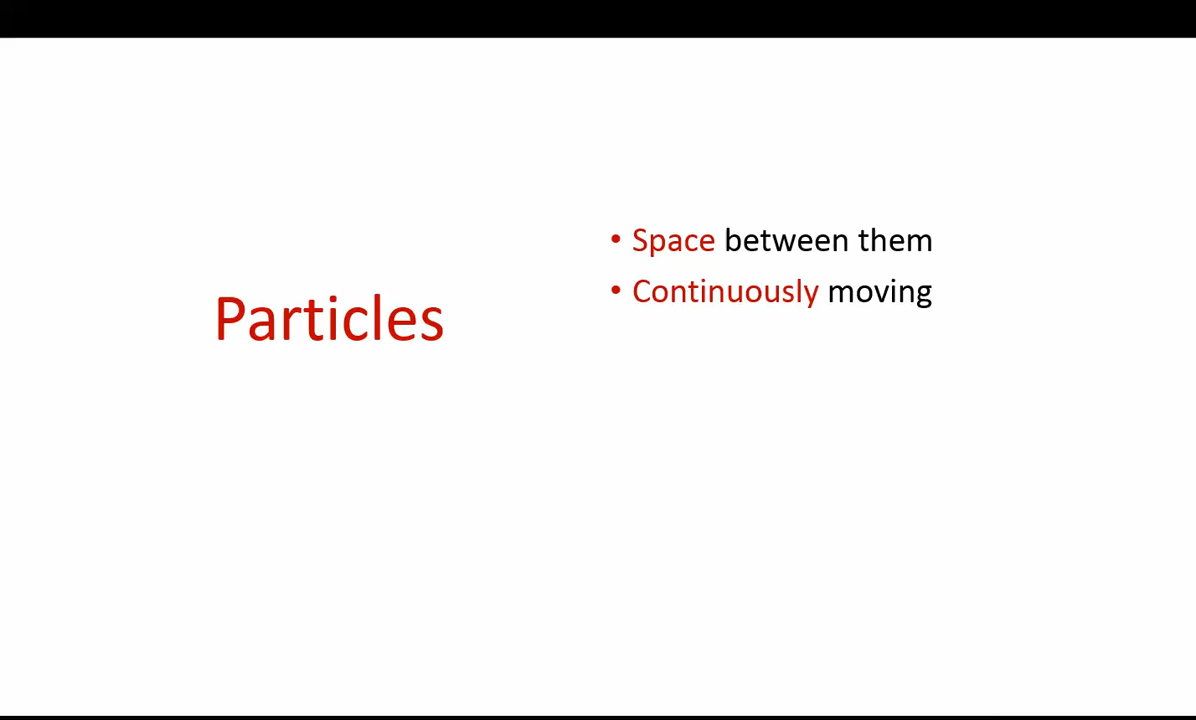 Particles
• Space between them
• Continuously moving